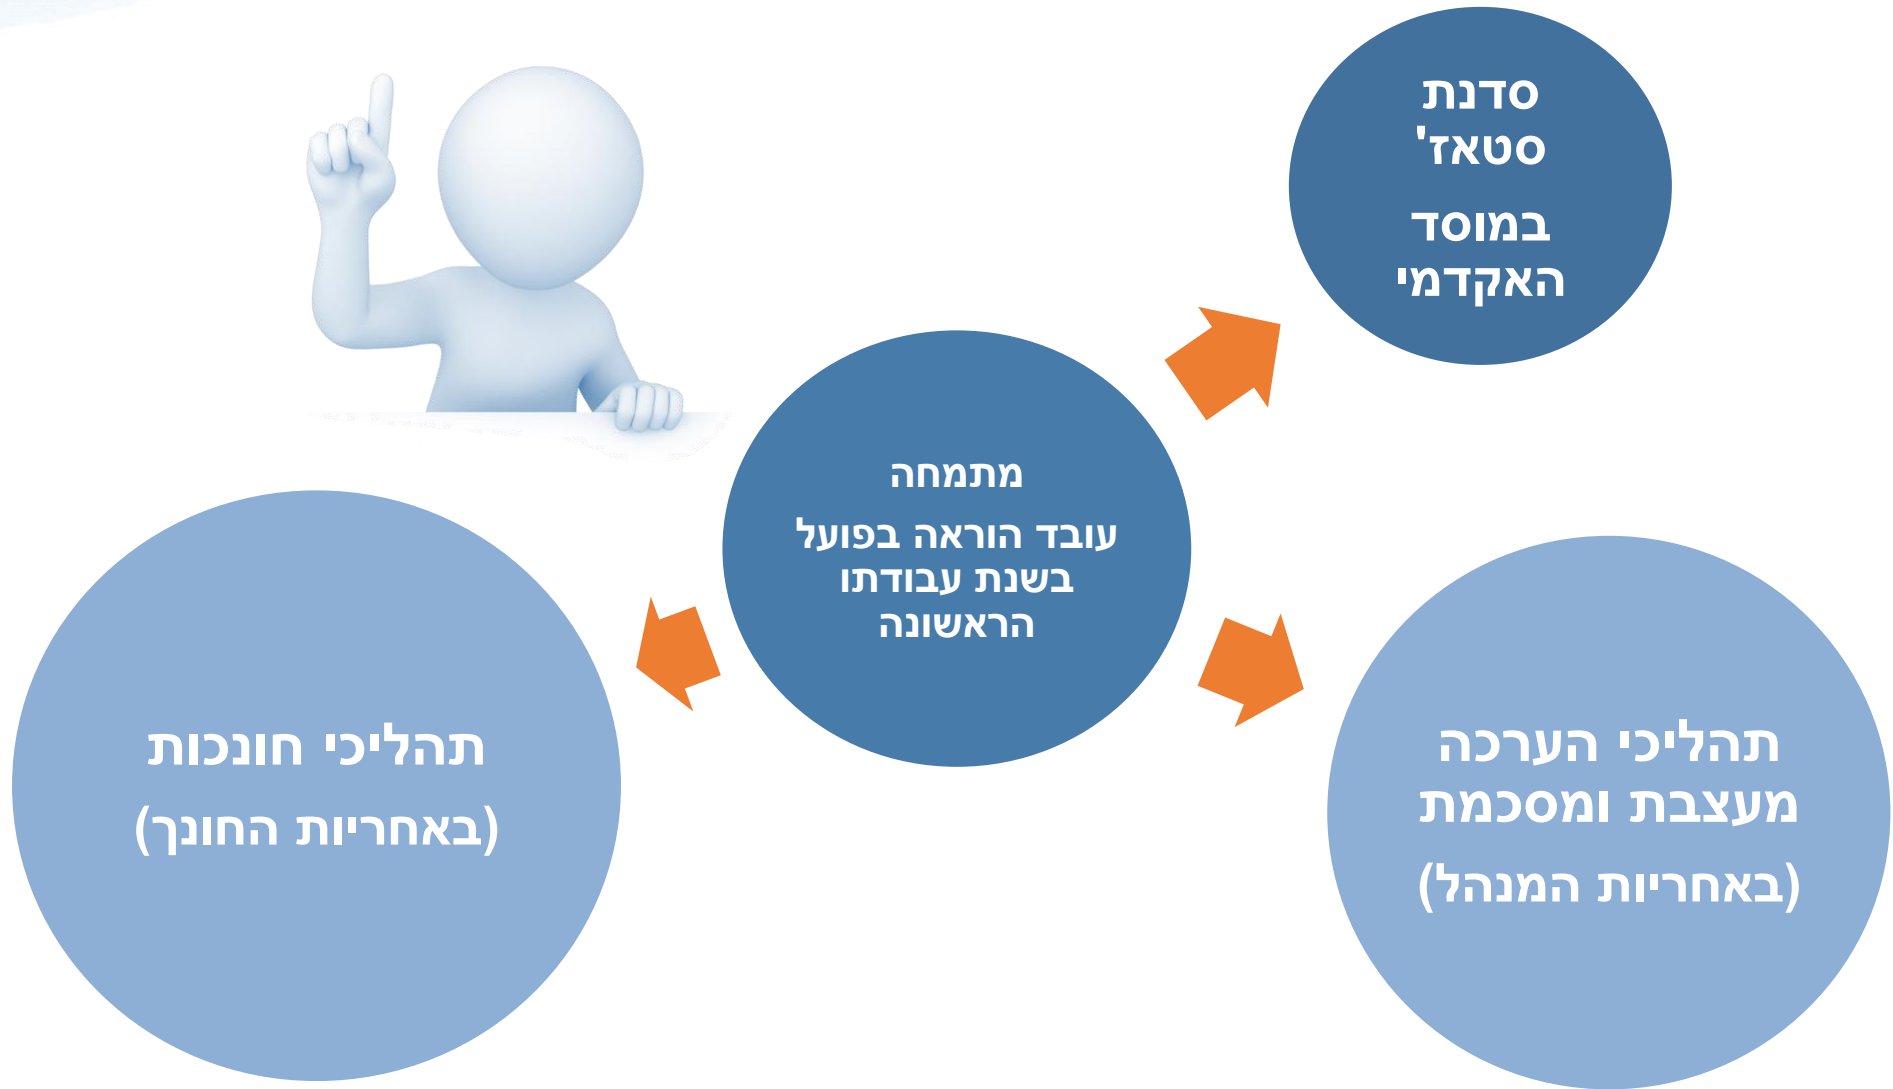 סדנת
סטאז'
במוסד
האקדמי
מתמחה
עובד הוראה בפועל
בשנת עבודתו
הראשונה
תהליכי הערכה
מעצבת ומסכמת
(באחריות המנהל)
תהליכי חונכות
(באחריות החונך)